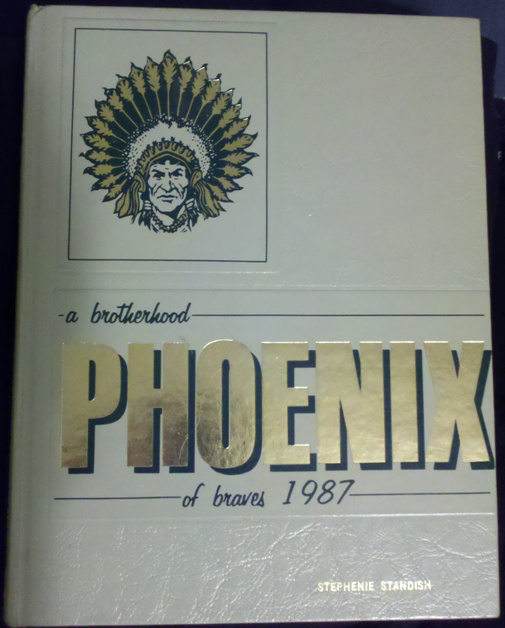 -a brotherhood
PHOENIX
of braves 1987
STEPHENIE STANDISH